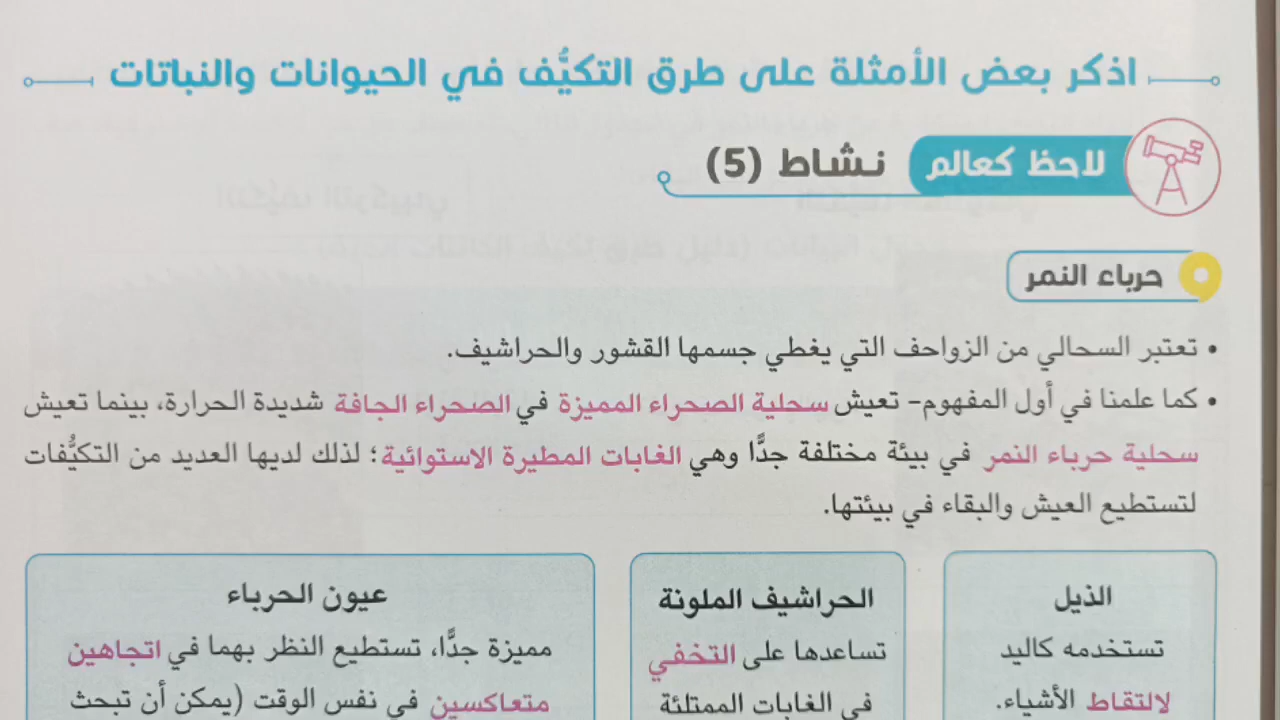 اذكر بعض الأمثلة على طرق التكيُّف في الحيوانات والنباتات
لاحظ كعالم نشاط (5)
حرباء النمر
• تعتبر السحالي من الزواحف التي يغطي جسمها القشور والحراشيف.
• كما علمنا في أول المفهوم- تعيش سحلية الصحراء المميزة في الصحراء الجافة شديدة الحرارة، بينما تعيش
سحلية حرباء النمر في بيئة مختلفة جدًّا وهي الغابات المطيرة الاستوائية؛ لذلك لديها العديد من التكيُّفات
لتستطيع العيش والبقاء في بيئتها.
الذيل
تستخدمه كاليد
لالتقاط الأشياء.
الحراشيف الملونة
تساعدها على التخفي
في الغابات الممتلئة
عيون الحرباء
مميزة جدًّا، تستطيع النظر بهما في اتجاهين
متعاكسين في نفس الوقت (يمكن أن تبحث